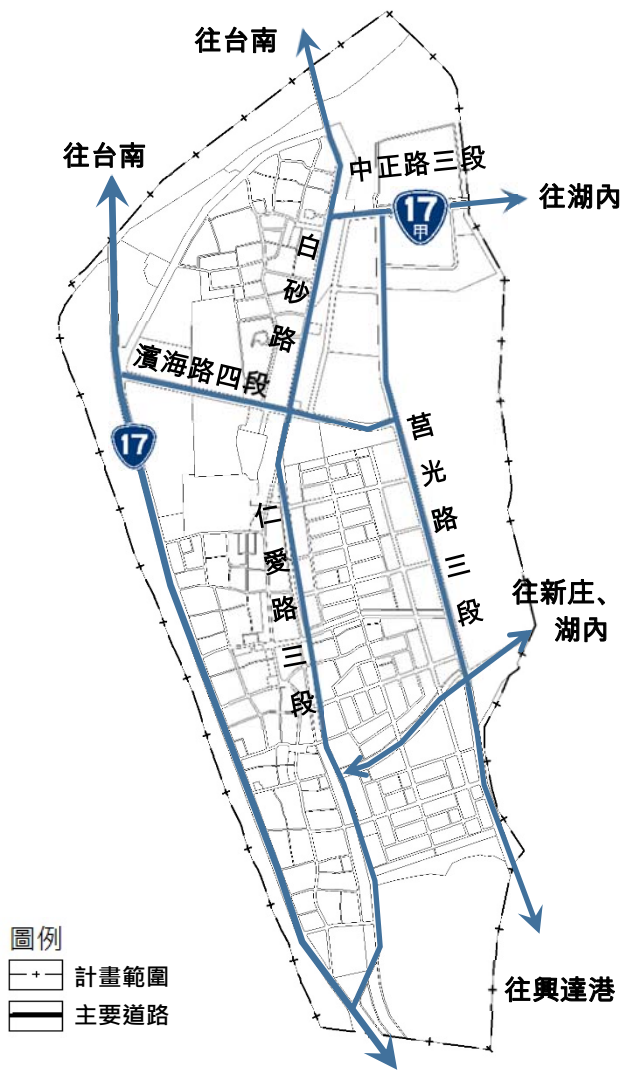 往台南
往台南
中正路三段
17
甲
往湖內
白砂路
濱海路四段
17
莒光路三段
仁愛路三段
往新庄、
湖內
圖例
計畫範圍
主要道路
往興達港